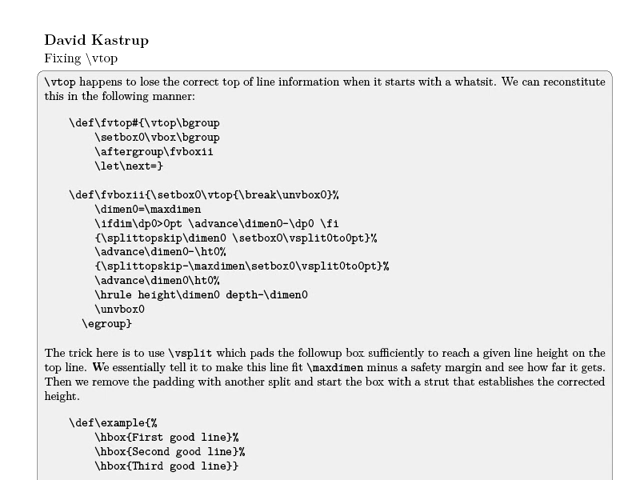 David Kastrup
Fixing \vtop
\vtop happens to lose the correct top of line information when it starts with a whatsit. We can reconstitute
this in the following manner:
\def\fvtop#{\vtop\bgroup
\setbox0\vbox\bgroup
\aftergroup\fvboxii
\let\next=}
\def\fvboxii{\setbox0\vtop{\break\unvbox0}%
\dimen0=\maxdimen
\ifdim\dp0>0pt \advance\dimen0-\dp0 \fi
{\splittopskip\dimen0 \setbox0\vsplit0to0pt}%
\advance\dimen0-\ht0%
{\splittopskip-\maxdimen\setbox0\vsplit0to0pt}%
\advance\dimen0\ht0%
\hrule height\dimen0 depth-\dimen0
\unvbox0
\egroup}
The trick here is to use \vsplit which pads the followup box sufficiently to reach a given line height on the
top line. We essentially tell it to make this line fit \maxdimen minus a safety margin and see how far it gets.
Then we remove the padding with another split and start the box with a strut that establishes the corrected
height.
\def\example{%
\hbox{First good line}%
\hbox{Second good line}%
\hbox{Third good line}}